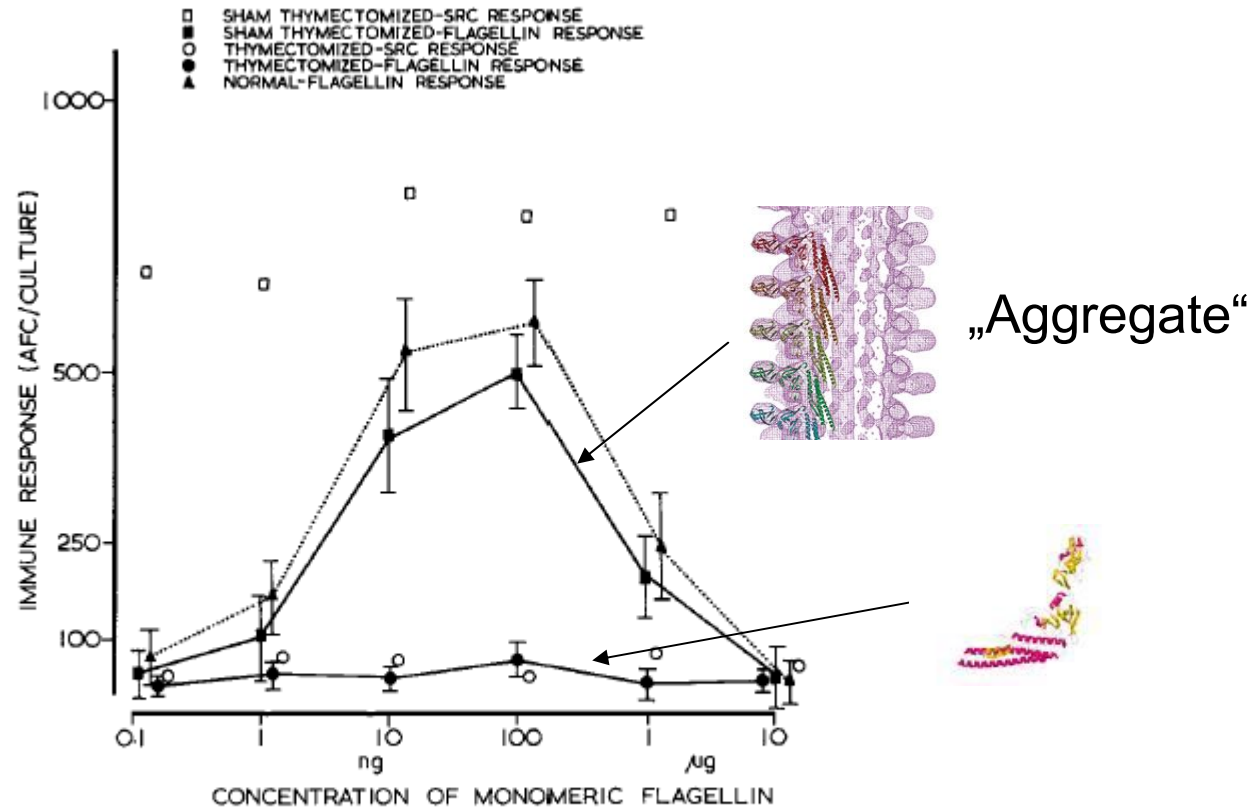 SHAM THYMECTOMIZED-SRC RESPONSE
SHAM THYMECTOMIZED-FLAGELLIN RESPONSE
THYMECTOMIZED-SRC RESPONSE
THYMECTOMIZED-FLAGELLIN RESPONSE
NORMAL-FLAGELLIN RESPONSE
1000
500
250
100
IMMUNE RESPONSE (AFC/CULTURE)
„Aggregate“
0.1 1 10 100 1 10
ng µg
CONCENTRATION OF MONOMERIC FLAGELLIN